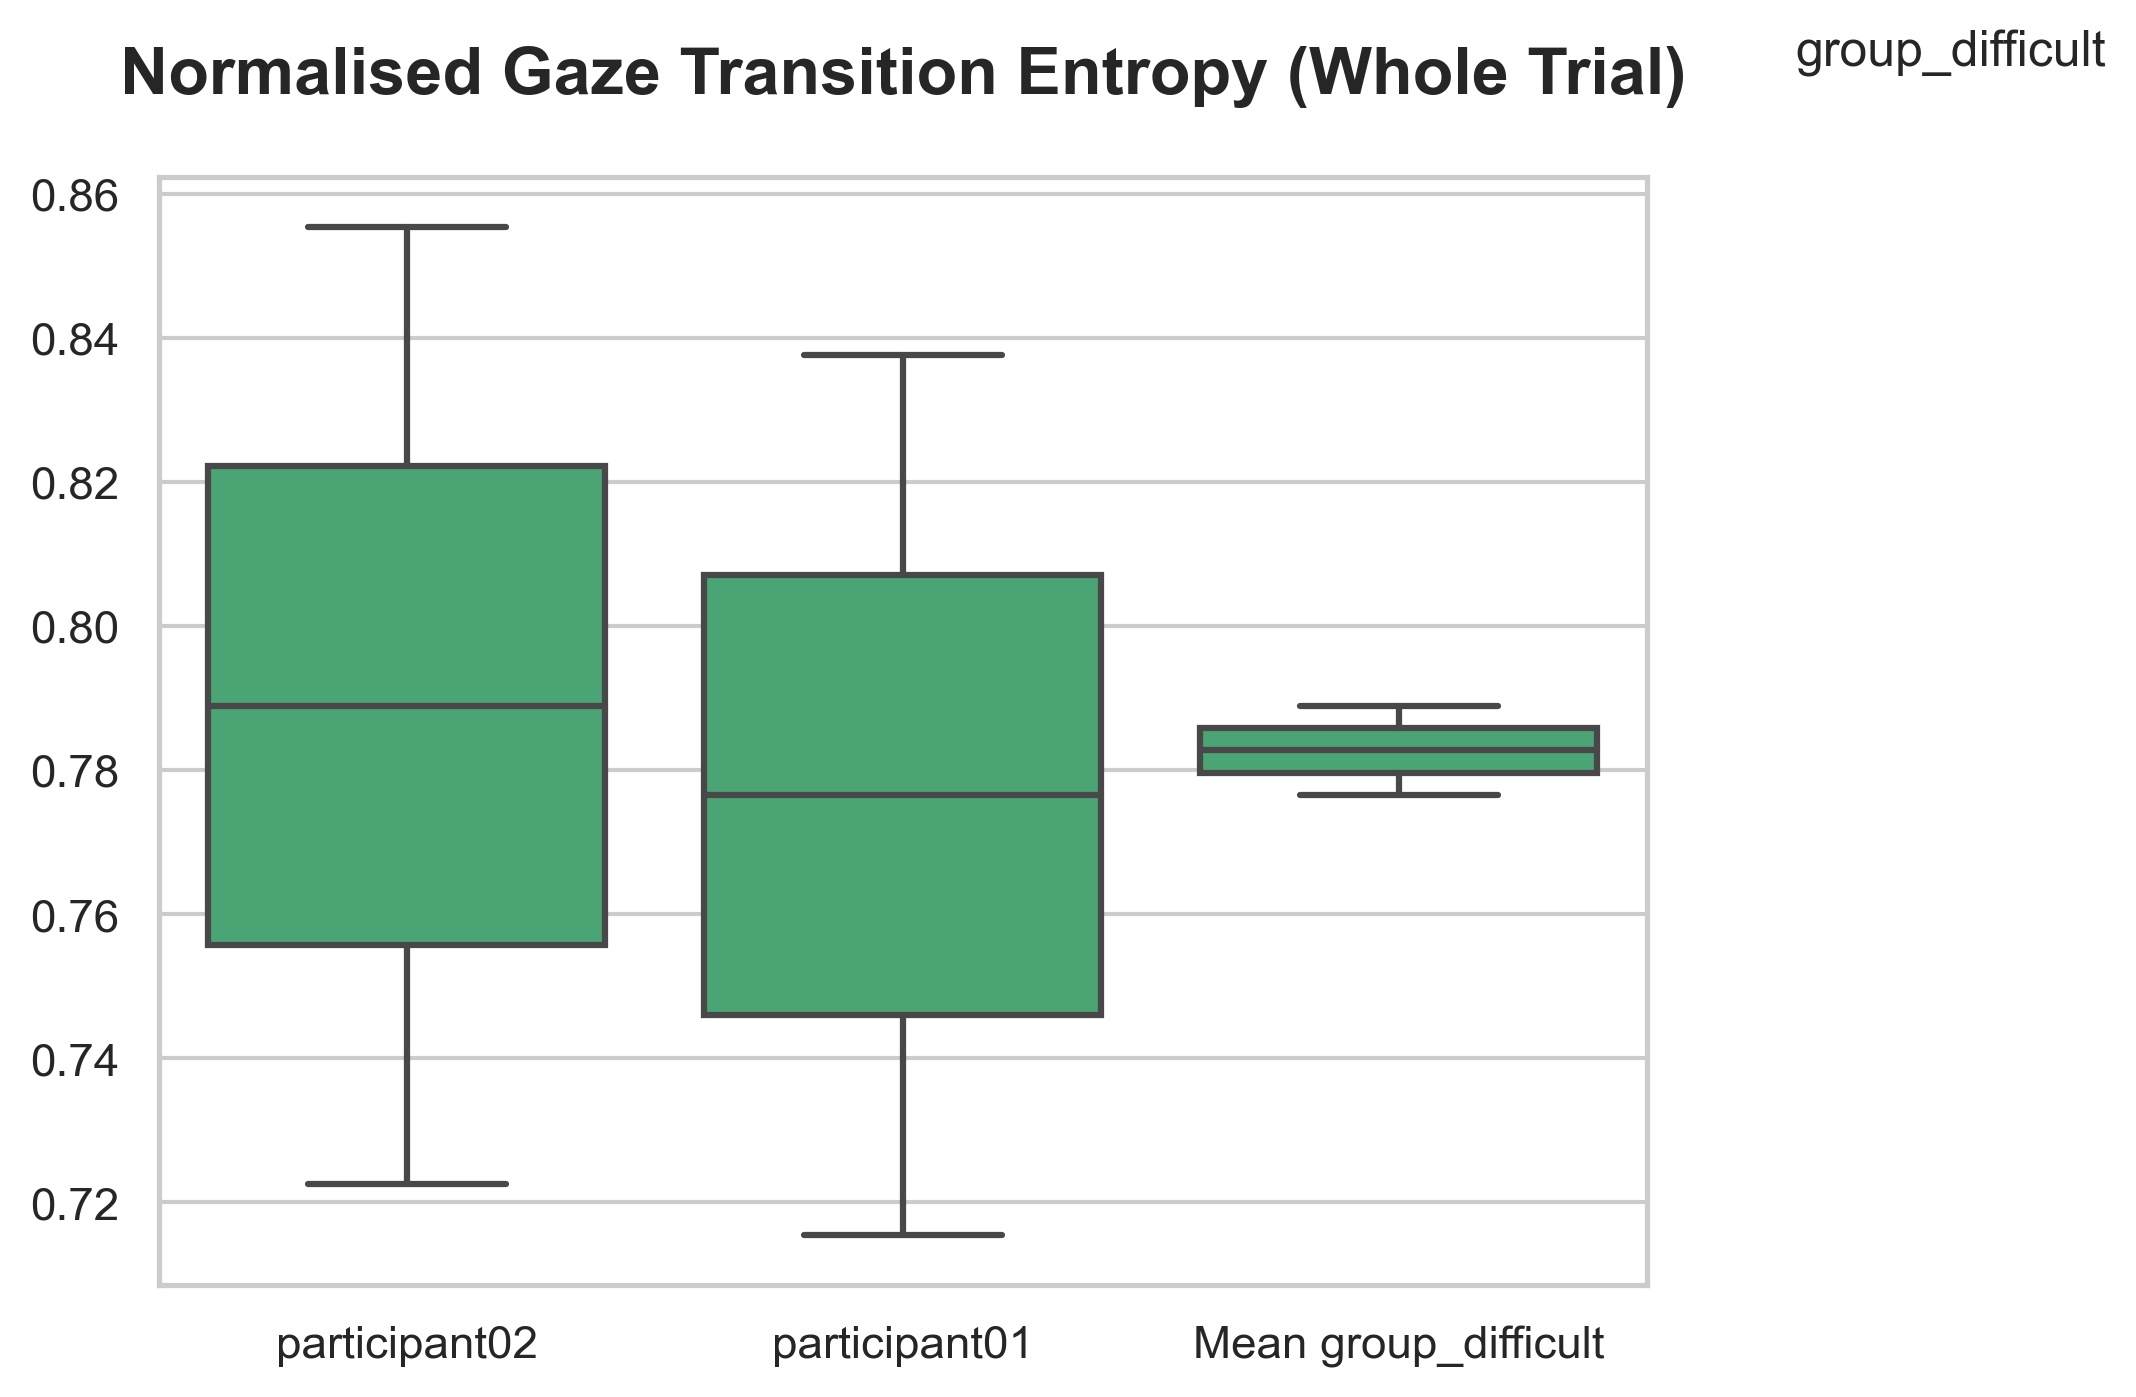 Normalised Gaze Transition Entropy (Whole Trial)
group_difficult
0.86
0.84
0.82
0.80
0.78
0.76
0.74
0.72
participant02
participant01
Mean group_difficult